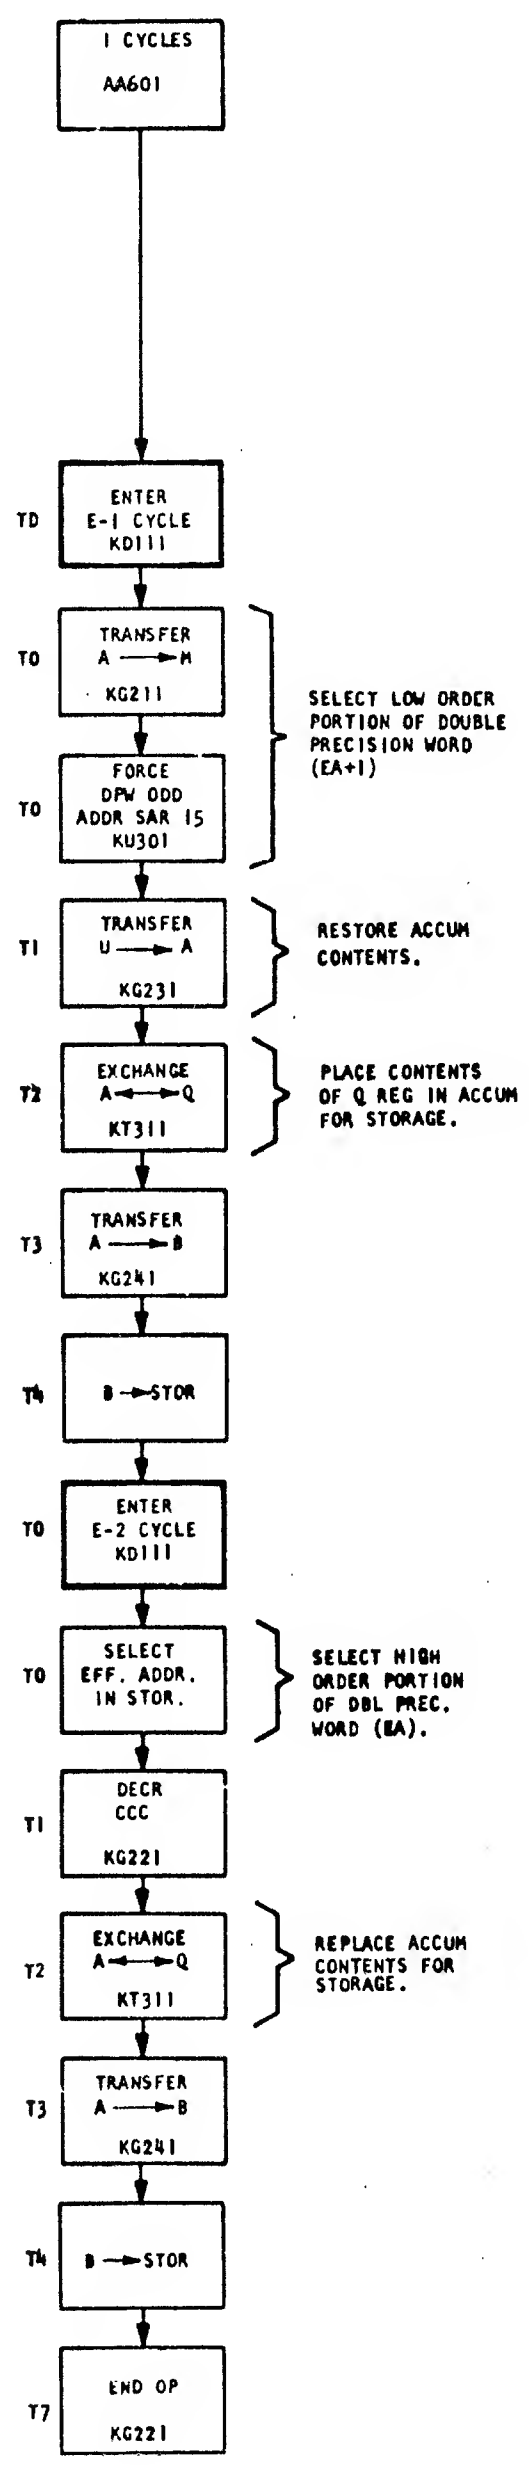 I CYCLES
AA601
TO
ENTER
E-1 CYCLE
KD111
TO
TRANSFER
A → M
KG211
SELECT LOW ORDER
PORTION OF DOUBLE
PRECISION WORD
(EA+1)
TO
FORCE
DPW ODD
ADDR SAR 15
KU301
T1
TRANSFER
U → A
KG231
RESTORE ACCUM
CONTENTS.
T2
EXCHANGE
A ↔ Q
KT311
PLACE CONTENTS
OF Q REG IN ACCUM
FOR STORAGE.
T3
TRANSFER
A → B
KG241
T4
B → STOR
TO
ENTER
E-2 CYCLE
KD111
TO
SELECT
EFF. ADDR.
IN STOR.
SELECT HIGH
ORDER PORTION
OF DBL PREC.
WORD (EA).
T1
DECR
CCC
KG221
T2
EXCHANGE
A ↔ Q
KT311
REPLACE ACCUM
CONTENTS FOR
STORAGE.
T3
TRANSFER
A → B
KG241
T4
B → STOR
T7
END OP
KG221